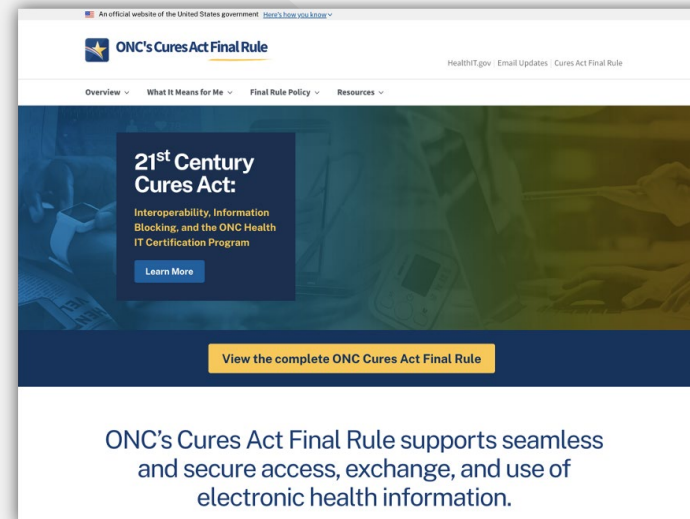 An official website of the United States government Here's how you know
ONC's Cures Act Final Rule
HealthIT.gov | Email Updates | Cures Act Final Rule
Overview What It Means for Me Final Rule Policy Resources
21st Century
Cures Act:
Interoperability, Information
Blocking, and the ONC Health
IT Certification Program
Learn More
View the complete ONC Cures Act Final Rule
ONC’s Cures Act Final Rule supports seamless
and secure access, exchange, and use of
electronic health information.